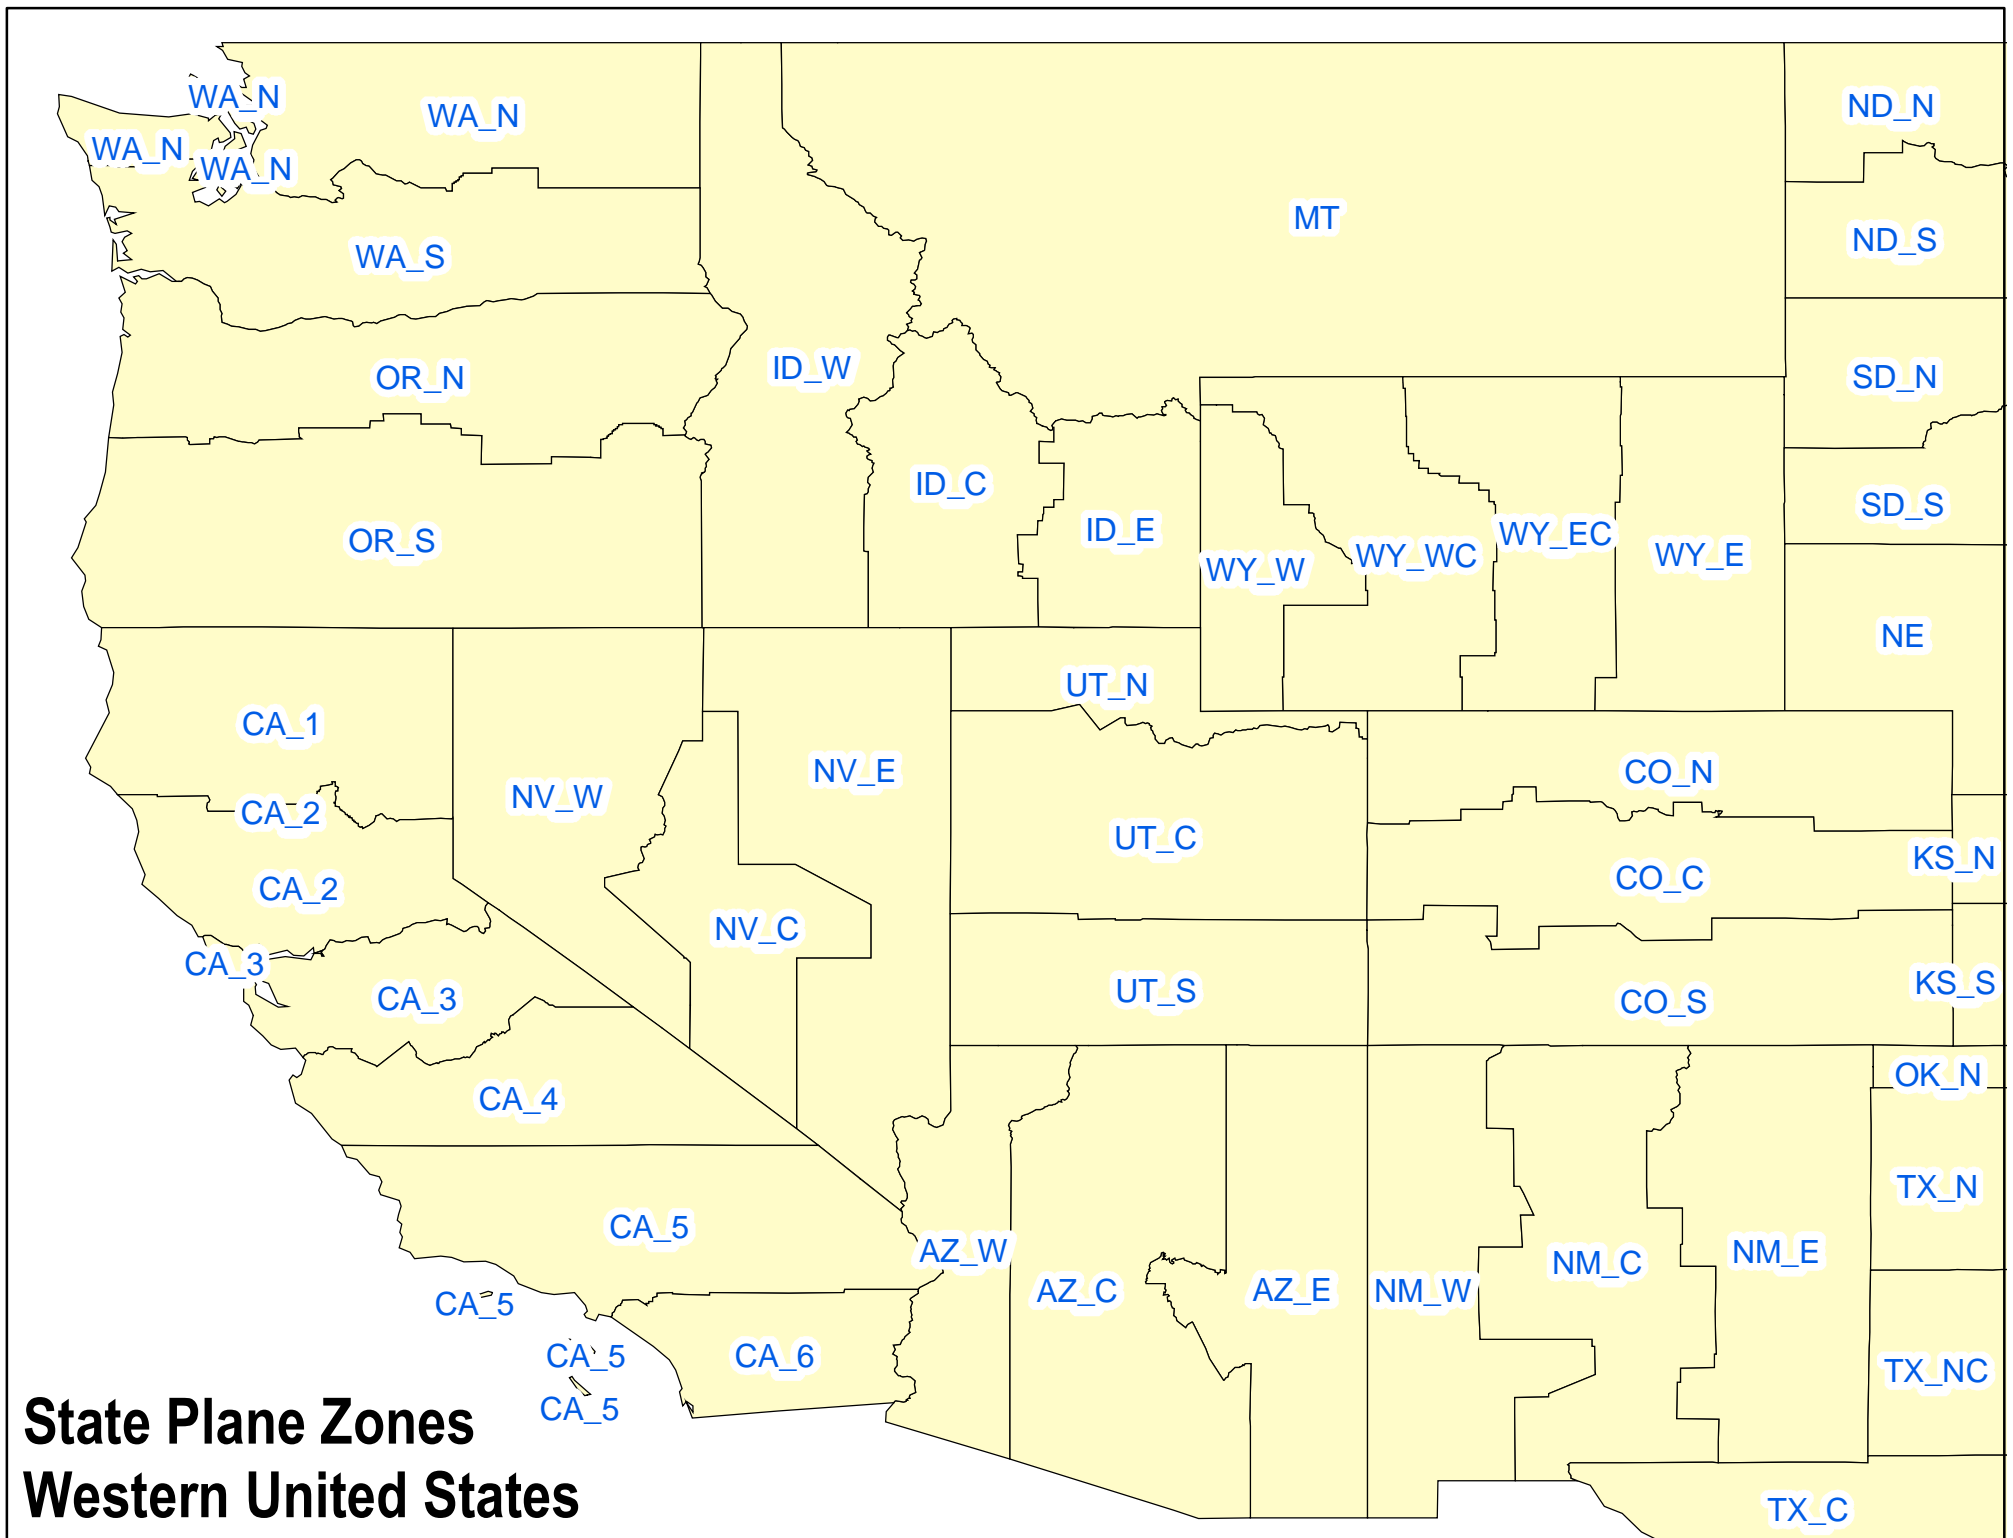 WA_N
WA_N
ND_N
WA_N
WA_N
MT
ND_S
WA_S
ID_W
OR_N
SD_N
ID_C
SD_S
ID_E
WY_EC
OR_S
WY_WC
WY_E
WY_W
NE
UT_N
CA_1
NV_E
CO_N
NV_W
CA_2
UT_C
KS_N
CO_C
CA_2
NV_C
CA_3
KS_S
UT_S
CA_3
CO_S
OK_N
CA_4
TX_N
CA_5
AZ_W
NM_E
NM_C
AZ_C
AZ_E
NM_W
CA_5
CA_5
CA_6
TX_NC
CA_5
State Plane Zones
Western United States
TX_C